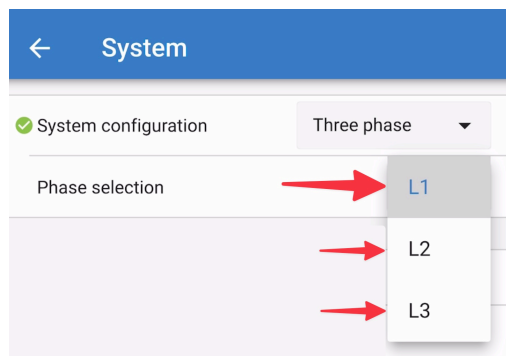 System
System configuration Three phase
Phase selection L1
L2
L3